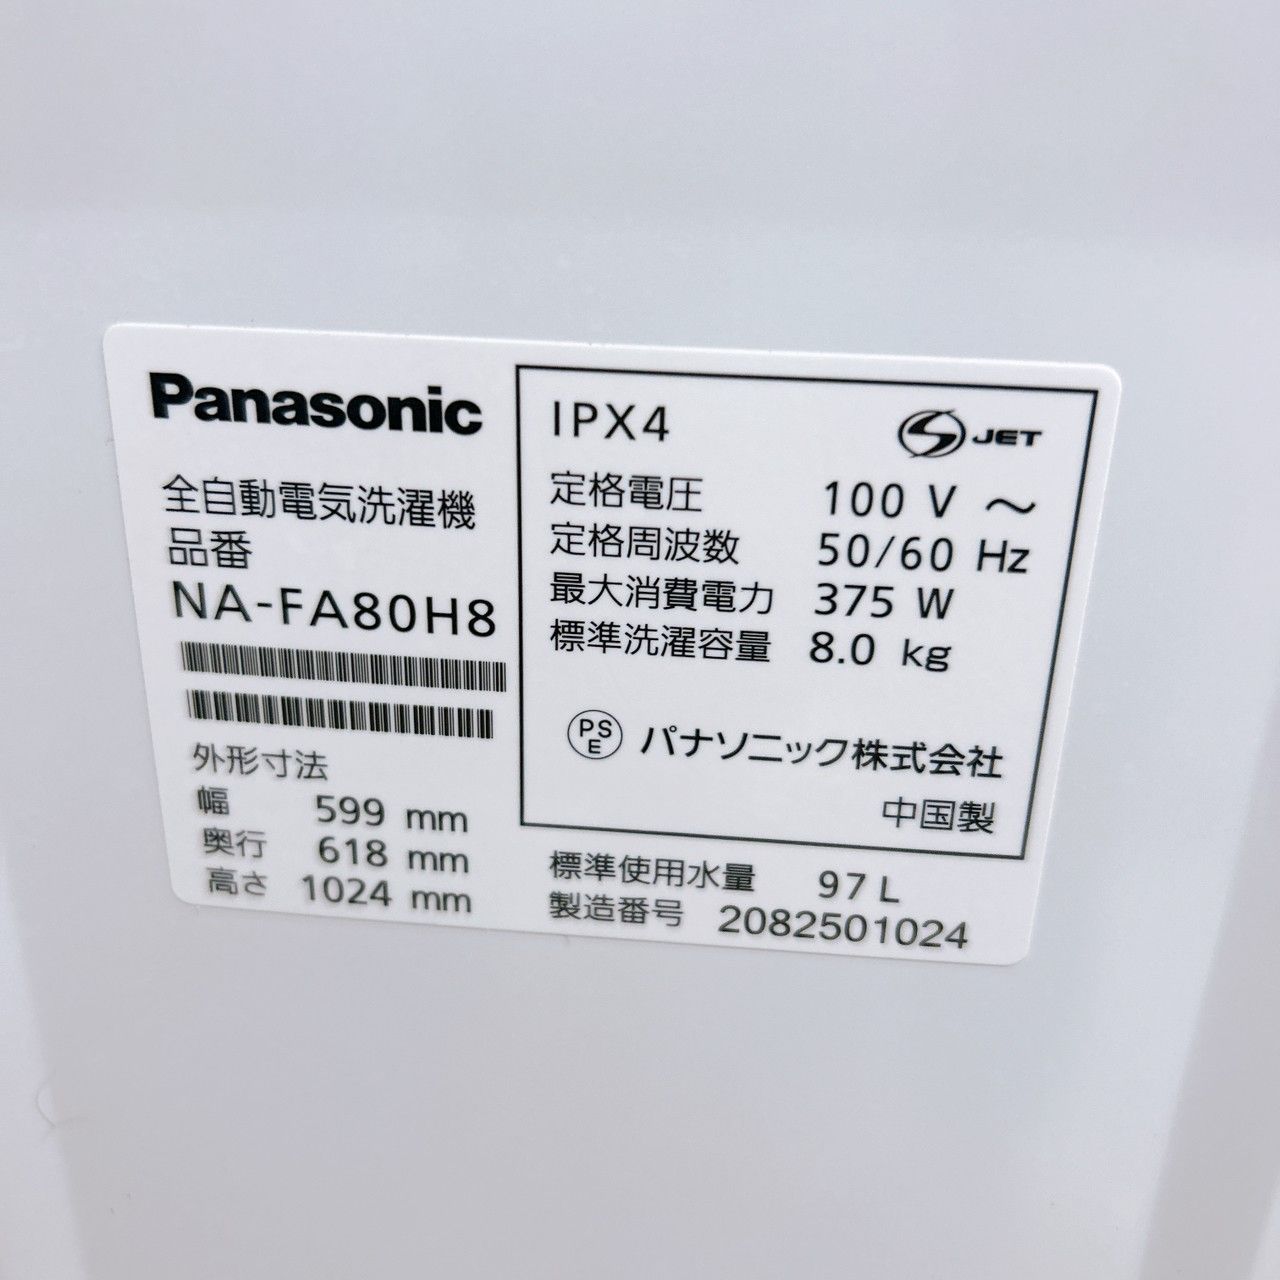 Panasonic
全自動電気洗濯機
品番
NA-FA80H8
外形寸法
幅 599 mm
奥行 618 mm
高さ 1024 mm
IPX4
S JET
定格電圧 100 V ～
定格周波数 50/60 Hz
最大消費電力 375 W
標準洗濯容量 8.0 kg
PSE パナソニック株式会社
中国製
標準使用水量 97 L
製造番号 2082501024